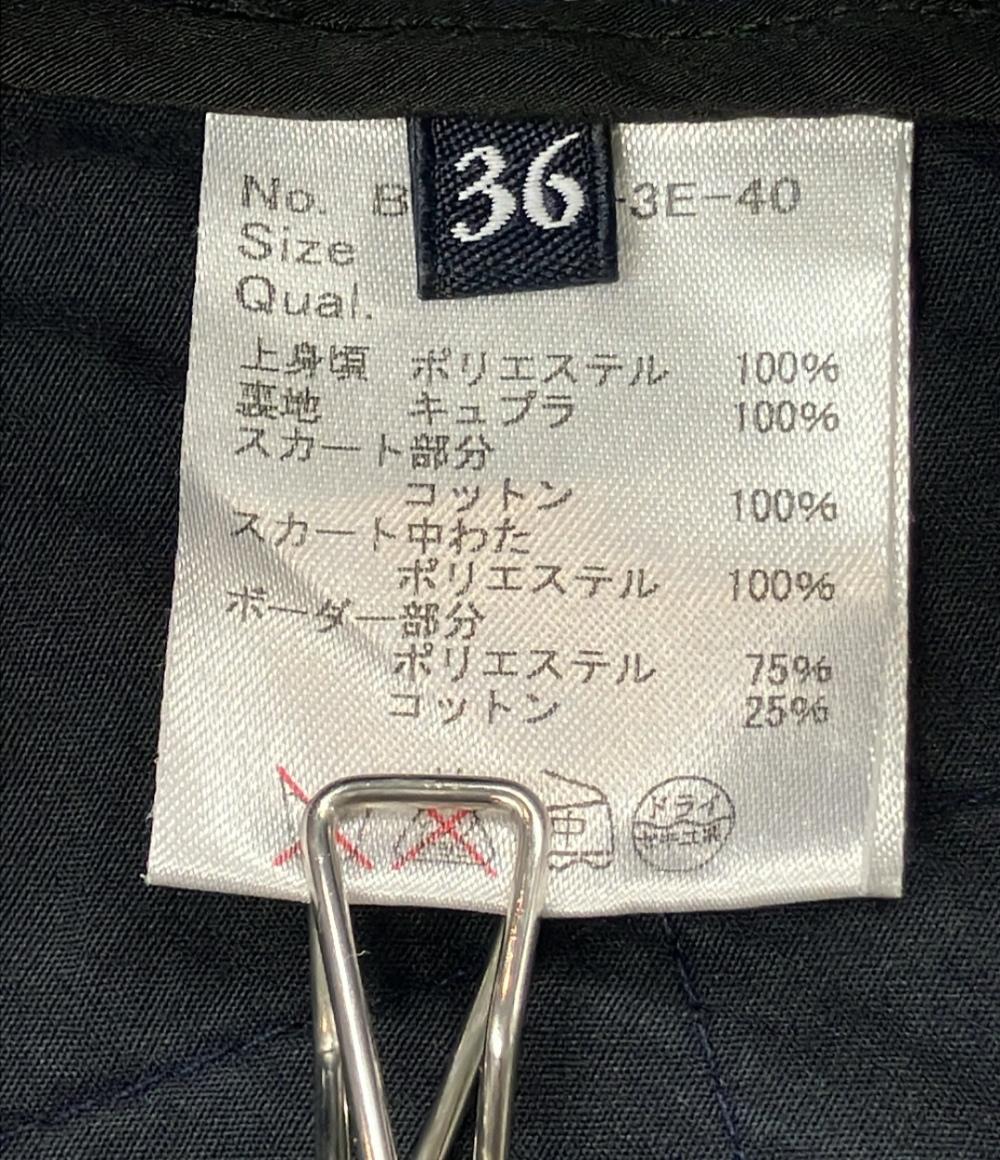 36
No. B -3E-40
Size
Qual.
上身頃 ポリエステル 100%
裏地 キュプラ 100%
スカート部分
コットン 100%
スカート中わた
ポリエステル 100%
ボーダー部分
ポリエステル 75%
コットン 25%
中 ドライ